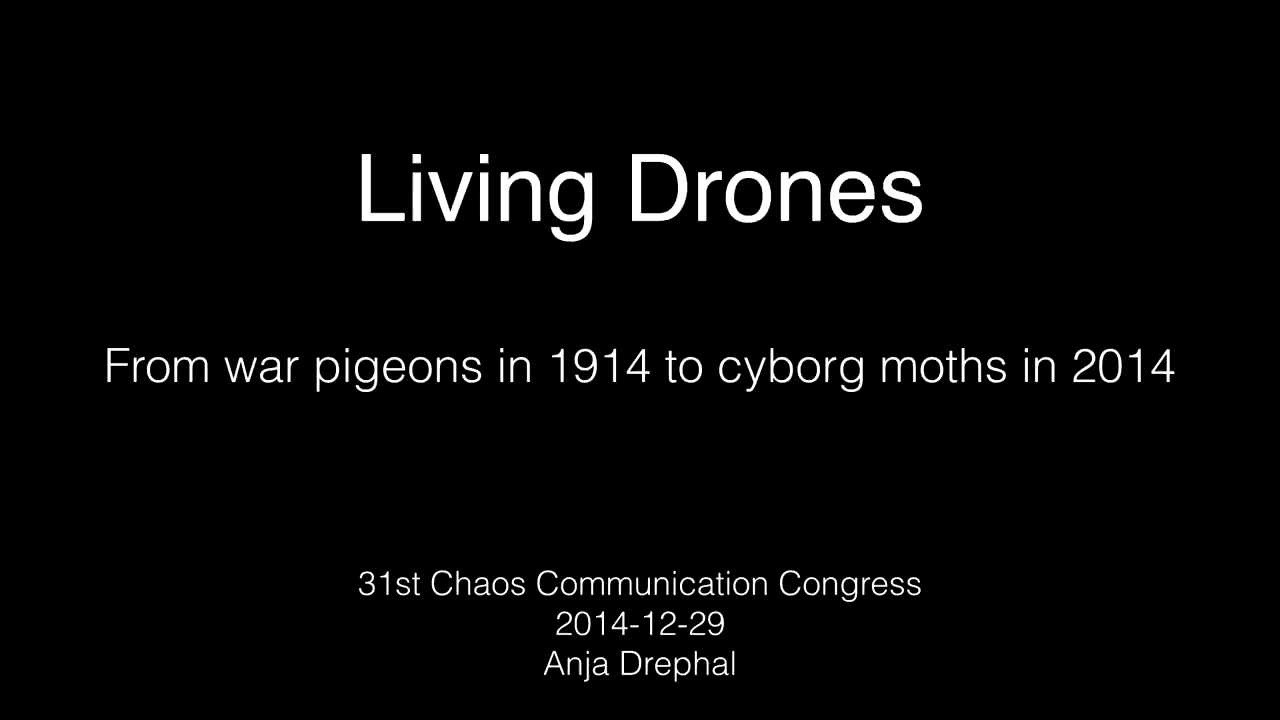 Living Drones
From war pigeons in 1914 to cyborg moths in 2014
31st Chaos Communication Congress
2014-12-29
Anja Drephal